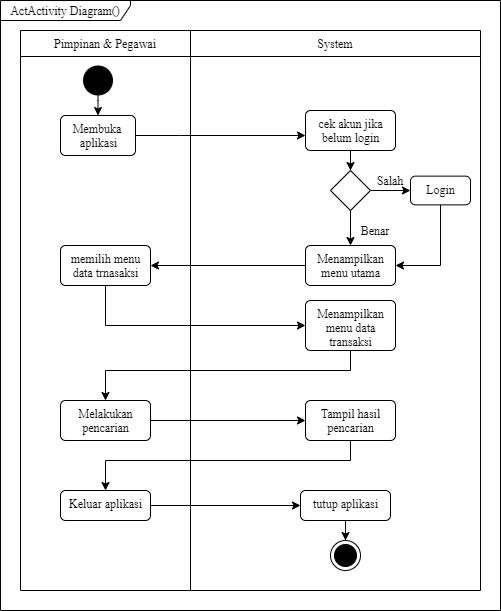 ActActivity Diagram()
Pimpinan & Pegawai
System
Membuka
aplikasi
cek akun jika
belum login
Salah
Login
Benar
memilih menu
data trnasaksi
Menampilkan
menu utama
Menampilkan
menu data
transaksi
Melakukan
pencarian
Tampil hasil
pencarian
Keluar aplikasi
tutup aplikasi